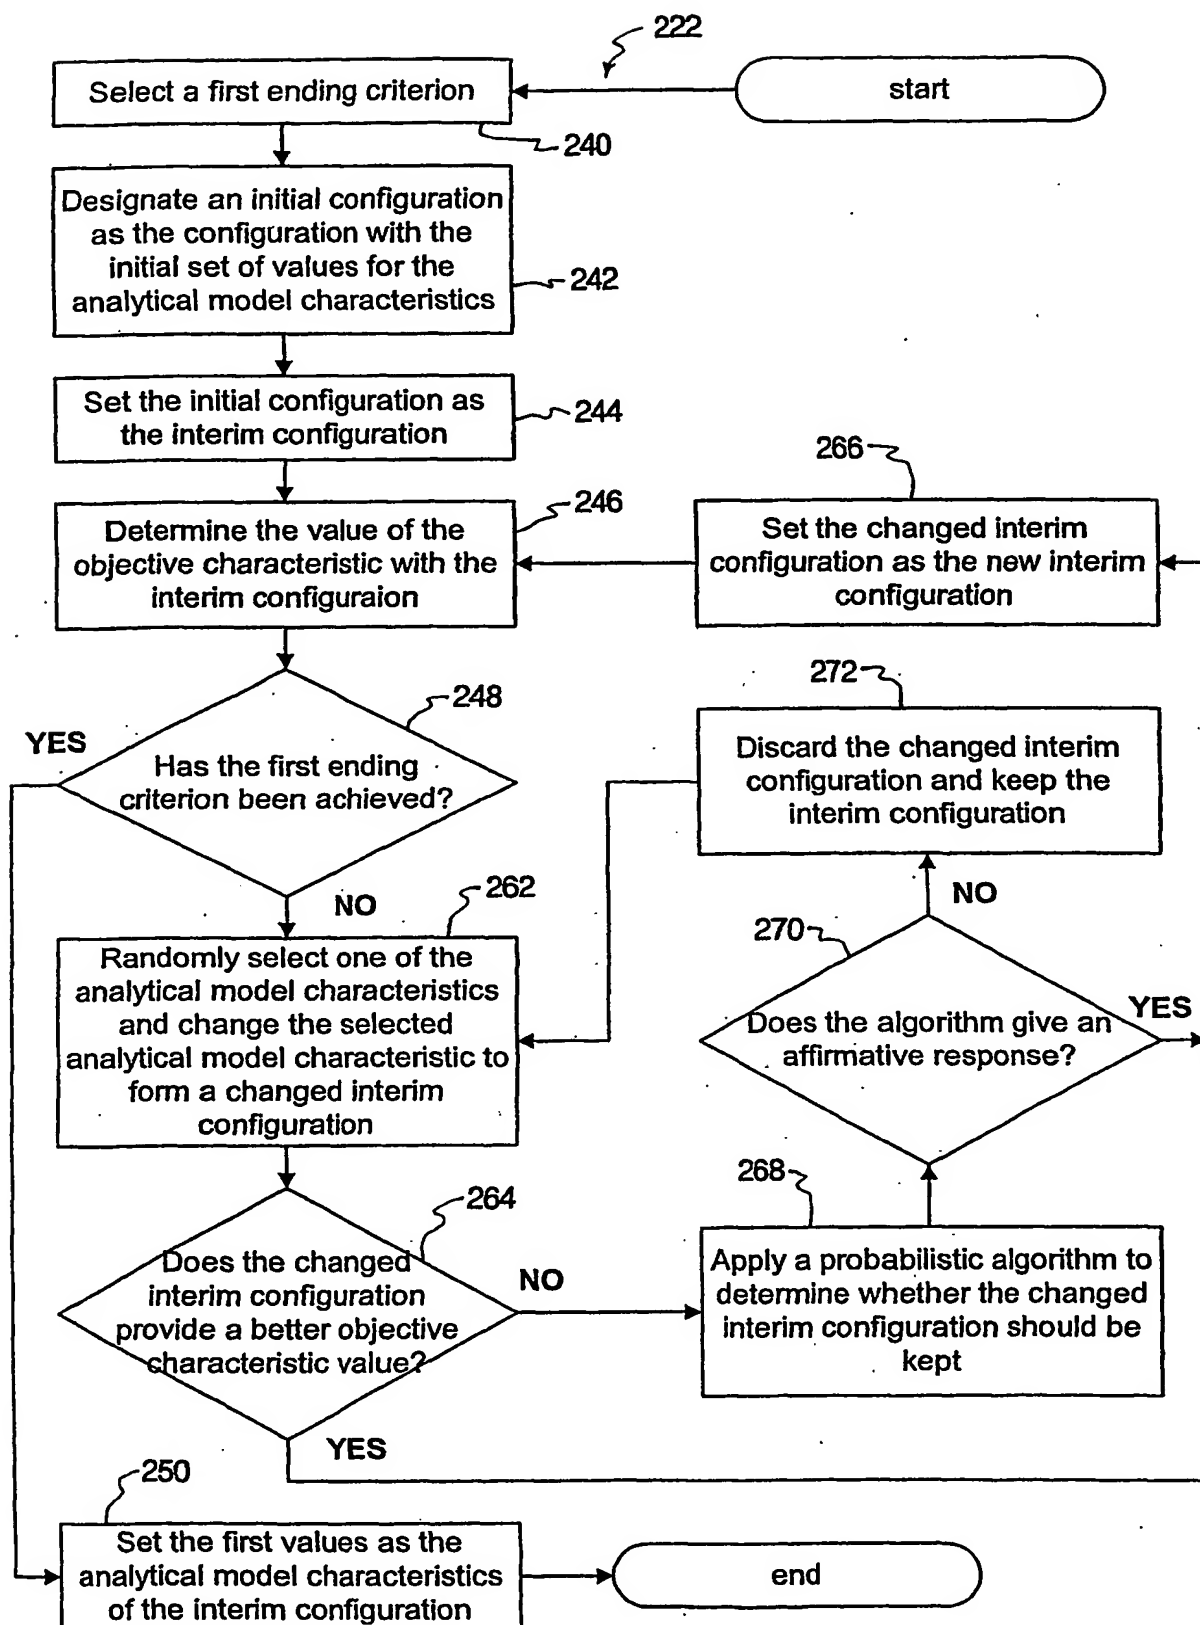 222
start
Select a first ending criterion
240
Designate an initial configuration
as the configuration with the
initial set of values for the
analytical model characteristics
242
Set the initial configuration as
the interim configuration
244
266
246
Determine the value of the
objective characteristic with the
interim configuraion
Set the changed interim
configuration as the new interim
configuration
272
248
YES
Has the first ending
criterion been achieved?
Discard the changed interim
configuration and keep the
interim configuration
262
NO
NO
270
Randomly select one of the
analytical model characteristics
and change the selected
analytical model characteristic to
form a changed interim
configuration
YES
Does the algorithm give an
affirmative response?
268
264
Does the changed
interim configuration
provide a better objective
characteristic value?
NO
Apply a probabilistic algorithm to
determine whether the changed
interim configuration should be
kept
YES
250
Set the first values as the
analytical model characteristics
of the interim configuration
end